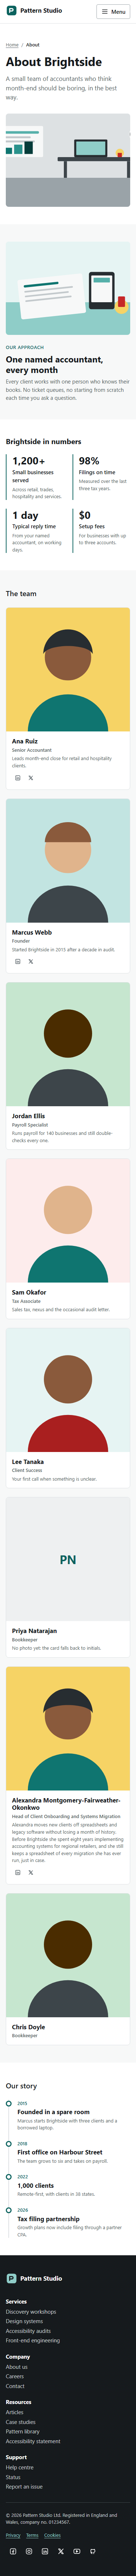 Pattern Studio
Menu
Home / About
About Brightside
A small team of accountants who think
month-end should be boring, in the best
way.
OUR APPROACH
One named accountant,
every month
Every client works with one person who knows their
books. No ticket queues, no starting from scratch
each time you ask a question.
Brightside in numbers
1,200+
Small businesses
served
Across retail, trades,
hospitality and services.
98%
Filings on time
Measured over the last
three tax years.
1 day
Typical reply time
From your named
accountant, on working
days.
$0
Setup fees
For businesses with up
to three accounts.
The team
Ana Ruiz
Senior Accountant
Leads month-end close for retail and hospitality
clients.
Marcus Webb
Founder
Started Brightside in 2015 after a decade in audit.
Jordan Ellis
Payroll Specialist
Runs payroll for 140 businesses and still double-
checks every one.
Sam Okafor
Tax Associate
Sales tax, nexus and the occasional audit letter.
Lee Tanaka
Client Success
Your first call when something is unclear.
PN
Priya Natarajan
Bookkeeper
No photo yet: the card falls back to initials.
Alexandra Montgomery-Fairweather-
Okonkwo
Head of Client Onboarding and Systems Migration
Alexandra moves new clients off spreadsheets and
legacy software without losing a month of history.
Before Brightside she spent eight years implementing
accounting systems for regional retailers, and she still
keeps a spreadsheet of every migration she has ever
run, just in case.
Chris Doyle
Bookkeeper
Our story
2015
Founded in a spare room
Marcus starts Brightside with three clients and a
borrowed laptop.
2018
First office on Harbour Street
The team grows to six and takes on payroll.
2022
1,000 clients
Remote-first, with clients in 28 states.
2026
Tax filing partnership
Growth plans now include filing through a partner
CPA.
Pattern Studio
Services
Discovery workshops
Design systems
Accessibility audits
Front-end engineering
Company
About us
Careers
Contact
Resources
Articles
Case studies
Pattern library
Accessibility statement
Support
Help centre
Status
Report an issue
© 2026 Pattern Studio Ltd. Registered in England and
Wales, company no. 01234567.
Privacy Terms Cookies